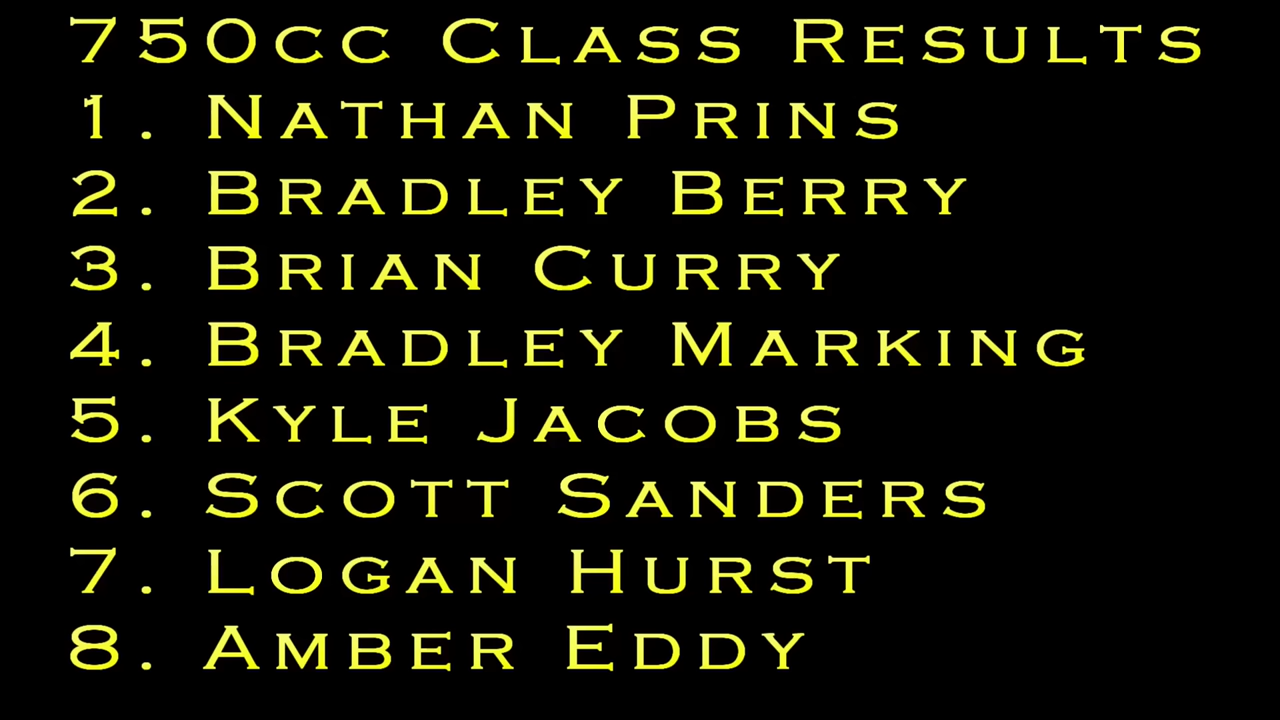 750cc Class Results
1. Nathan Prins
2. Bradley Berry
3. Brian Curry
4. Bradley Marking
5. Kyle Jacobs
6. Scott Sanders
7. Logan Hurst
8. Amber Eddy